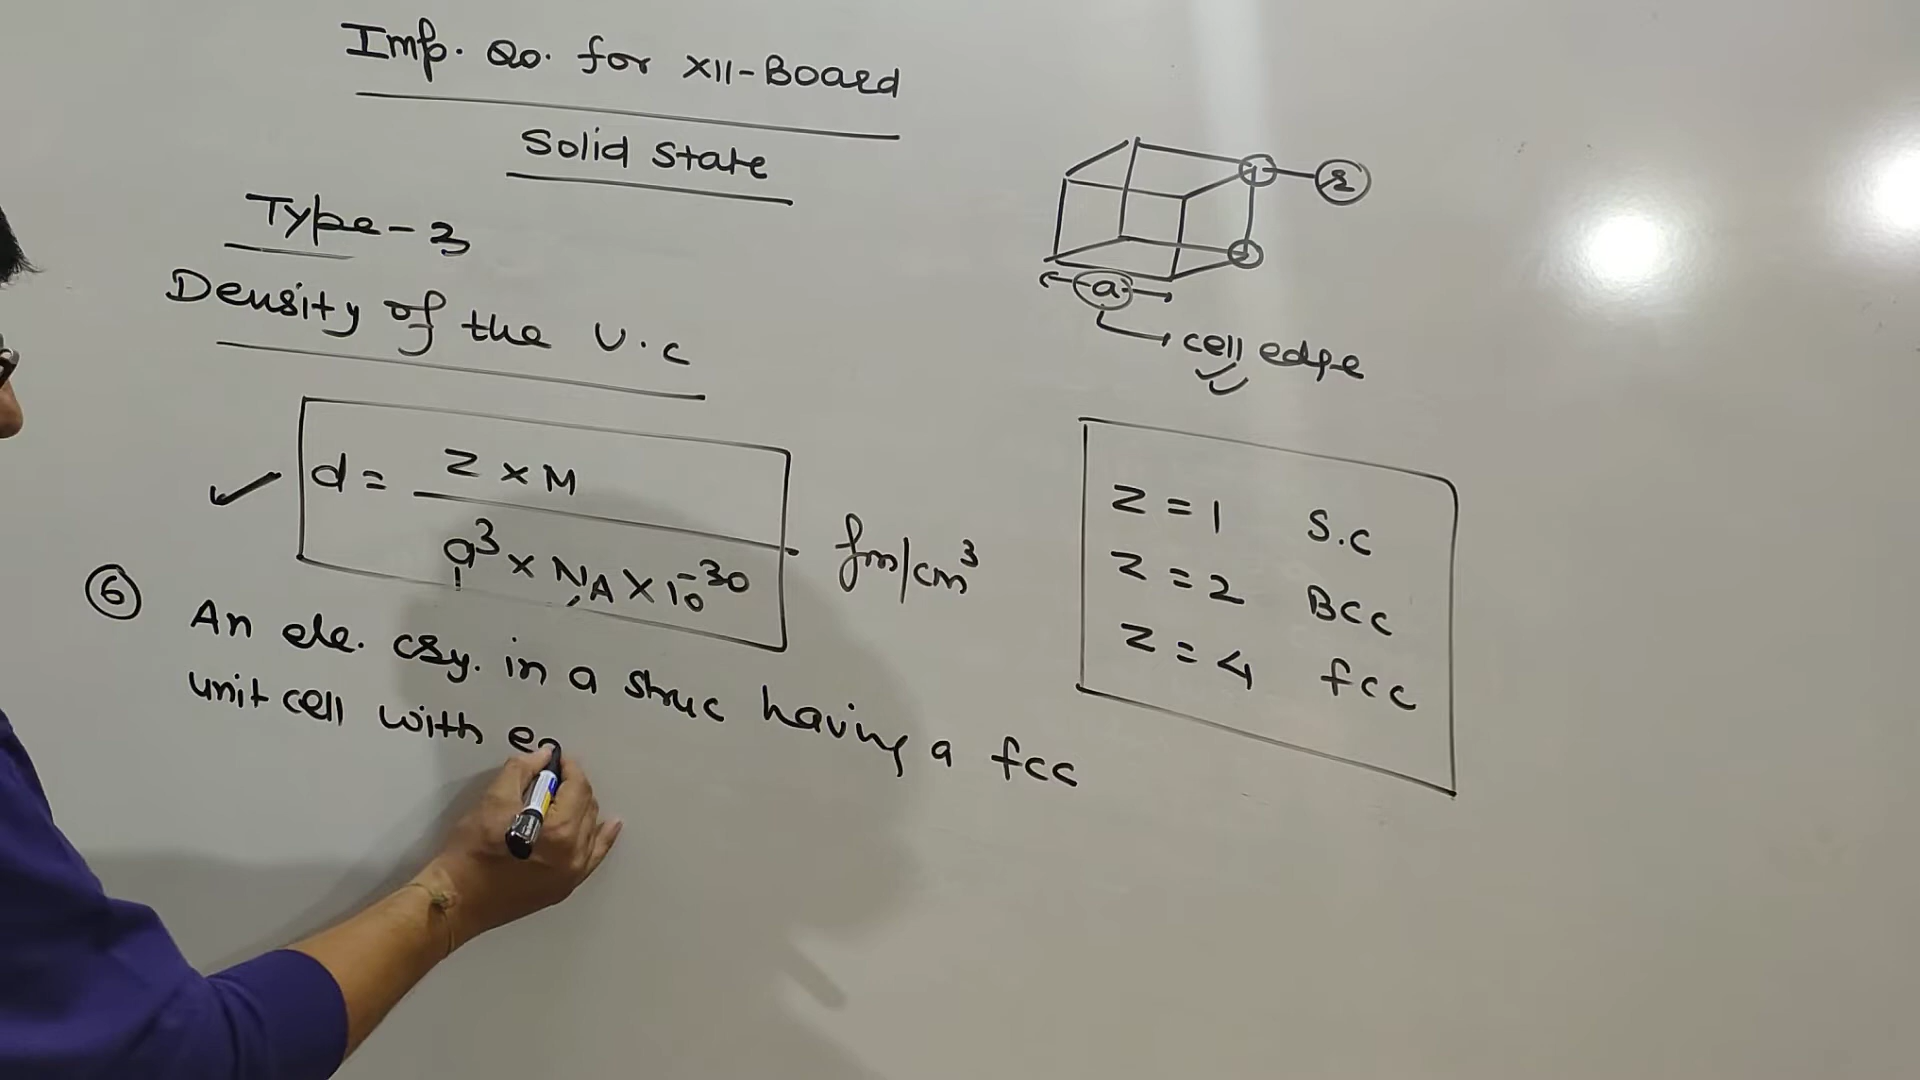 Imp. Qo. for XII-Board
Solid State
Type-3
Density of the U.C
d = Z × M
a³ × NA × 10⁻³⁰
gm/cm³
Z = 1 S.C
Z = 2 BCC
Z = 4 fcc
r
a
cell edge
6 An ele. cry. in a struc having a fcc
unit cell with